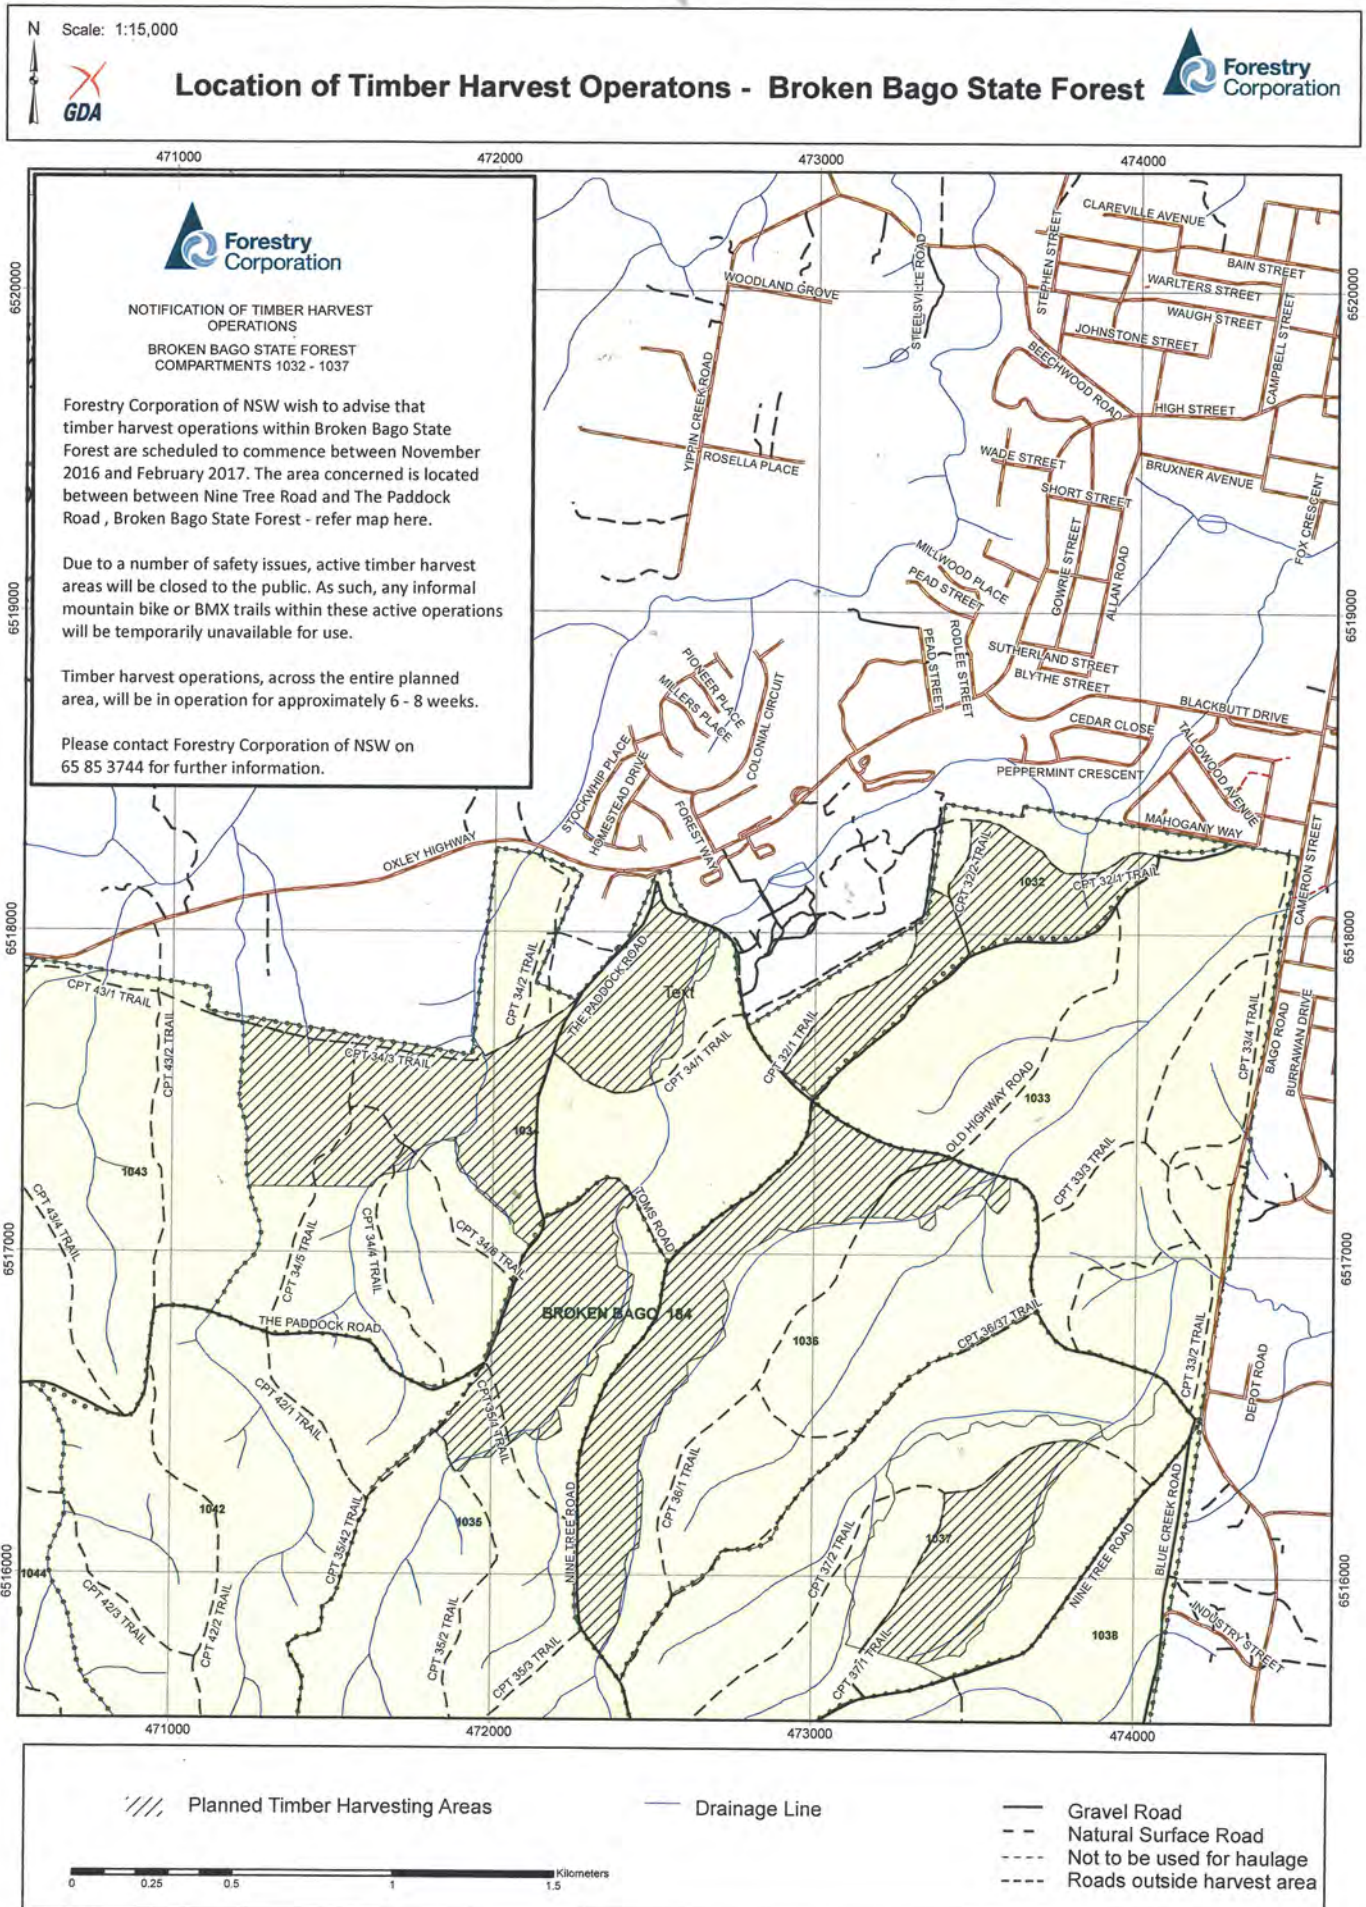 N
Scale: 1:15,000
GDA
Location of Timber Harvest Operatons - Broken Bago State Forest
Forestry
Corporation
471000
472000
473000
474000
Forestry
Corporation
NOTIFICATION OF TIMBER HARVEST
OPERATIONS
BROKEN BAGO STATE FOREST
COMPARTMENTS 1032 - 1037
Forestry Corporation of NSW wish to advise that
timber harvest operations within Broken Bago State
Forest are scheduled to commence between November
2016 and February 2017. The area concerned is located
between between Nine Tree Road and The Paddock
Road , Broken Bago State Forest - refer map here.
Due to a number of safety issues, active timber harvest
areas will be closed to the public. As such, any informal
mountain bike or BMX trails within these active operations
will be temporarily unavailable for use.
Timber harvest operations, across the entire planned
area, will be in operation for approximately 6 - 8 weeks.
Please contact Forestry Corporation of NSW on
65 85 3744 for further information.
6520000
6520000
6519000
6519000
6518000
6518000
6517000
6517000
6516000
6516000
CLAREVILLE AVENUE
STEPHEN STREET
BAIN STREET
WARLTERS STREET
WAUGH STREET
JOHNSTONE STREET
CAMPBELL STREET
WOODLAND GROVE
STEELSVILLE ROAD
BEECHWOOD ROAD
HIGH STREET
YIPPIN CREEK ROAD
ROSELLA PLACE
WADE STREET
BRUXNER AVENUE
SHORT STREET
FOX CRESCENT
GOWRIE STREET
ALLAN ROAD
MILLWOOD PLACE
PEAD STREET
PEAD STREET
RODLEE STREET
SUTHERLAND STREET
BLYTHE STREET
PIONEER PLACE
MILLERS PLACE
COLONIAL CIRCUIT
BLACKBUTT DRIVE
CEDAR CLOSE
TALLOWOOD AVENUE
PEPPERMINT CRESCENT
STOCKWHIP PLACE
HOMESTEAD DRIVE
FOREST WAY
MAHOGANY WAY
OXLEY HIGHWAY
CAMERON STREET
CPT 32/2 TRAIL
1032
CPT 32/1 TRAIL
CPT 34/2 TRAIL
THE PADDOCK ROAD
Text
CPT 43/1 TRAIL
CPT 43/2 TRAIL
CPT 34/3 TRAIL
CPT 34/1 TRAIL
CPT 32/1 TRAIL
CPT 33/4 TRAIL
BAGO ROAD
BURRAWAN DRIVE
OLD HIGHWAY ROAD
1033
1034
1043
CPT 33/3 TRAIL
CPT 43/4 TRAIL
CPT 34/5 TRAIL
CPT 34/4 TRAIL
CPT 34/6 TRAIL
TOMS ROAD
BROKEN BAGO 184
THE PADDOCK ROAD
1036
CPT 36/37 TRAIL
CPT 33/2 TRAIL
DEPOT ROAD
CPT 42/1 TRAIL
CPT 35/1 TRAIL
CPT 36/1 TRAIL
1042
1035
CPT 35/42 TRAIL
NINE TREE ROAD
1037
CPT 37/2 TRAIL
NINE TREE ROAD
BLUE CREEK ROAD
1044
CPT 42/3 TRAIL
CPT 42/2 TRAIL
CPT 35/2 TRAIL
CPT 35/3 TRAIL
CPT 37/1 TRAIL
1038
INDUSTRY STREET
471000
472000
473000
474000
Planned Timber Harvesting Areas
Drainage Line
Gravel Road
Natural Surface Road
Not to be used for haulage
Roads outside harvest area
Kilometers
0
0.25
0.5
1
1.5